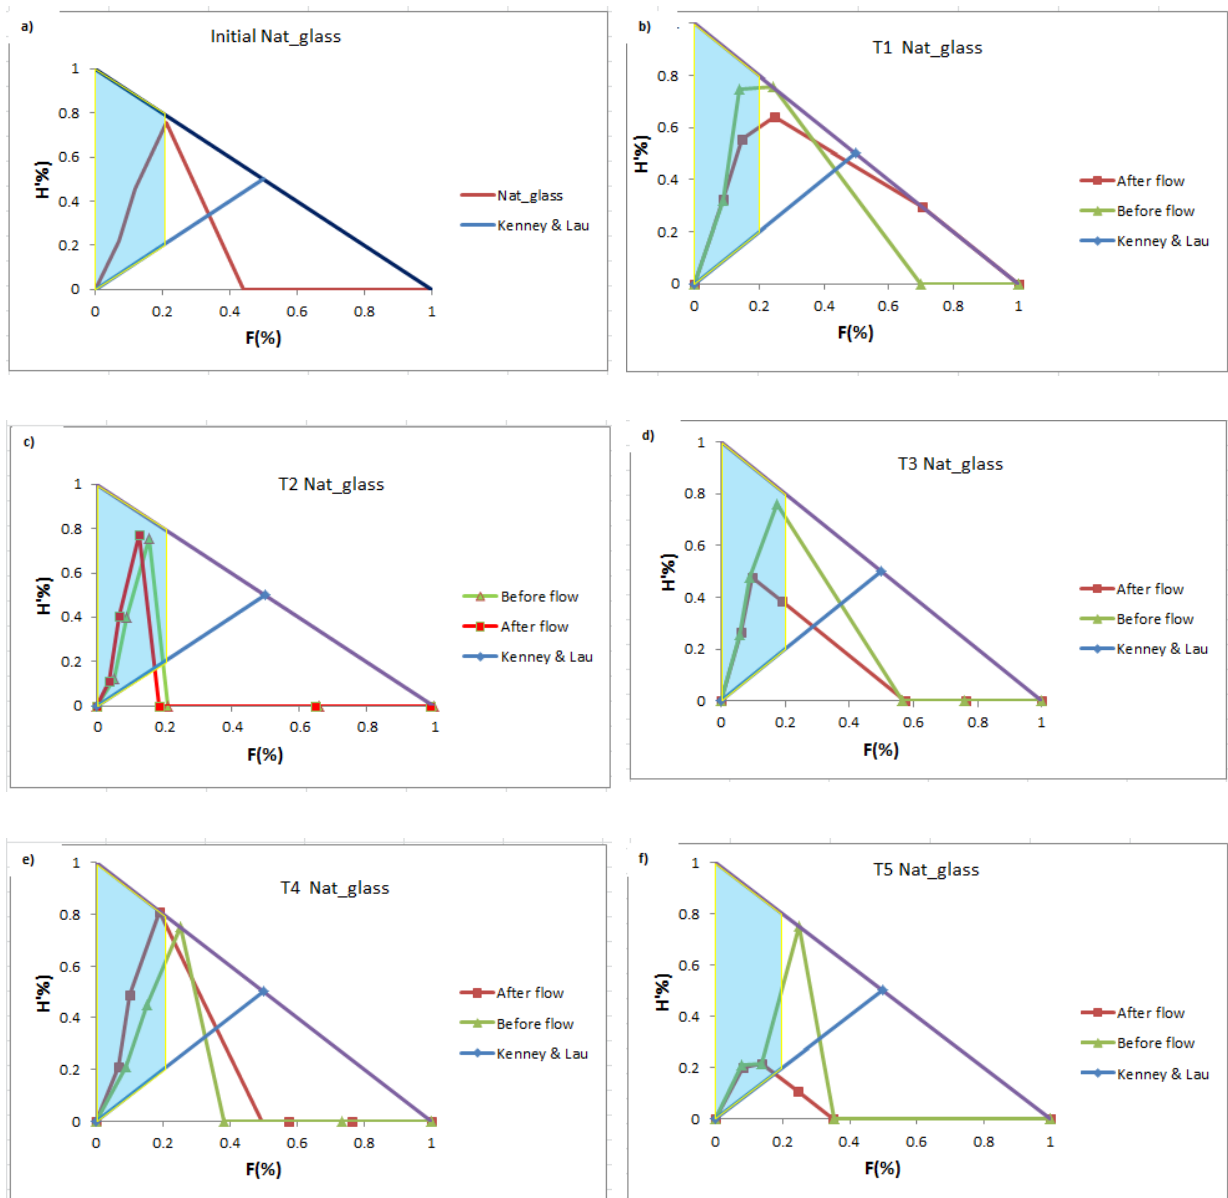 a)
Initial Nat_glass
1
0.8
0.6
0.4
0.2
0
H'%)
0 0.2 0.4 0.6 0.8 1
F(%)
Nat_glass
Kenney & Lau
b)
T1 Nat_glass
0.8
0.6
0.4
0.2
0
H'%)
0 0.2 0.4 0.6 0.8 1
F(%)
After flow
Before flow
Kenney & Lau
c)
T2 Nat_glass
1
0.8
0.6
0.4
0.2
0
H'%)
0 0.2 0.4 0.6 0.8 1
F(%)
Before flow
After flow
Kenney & Lau
d)
T3 Nat_glass
1
0.8
0.6
0.4
0.2
0
H'%)
0 0.2 0.4 0.6 0.8 1
F(%)
After flow
Before flow
Kenney & Lau
e)
T4 Nat_glass
1
0.8
0.6
0.4
0.2
0
H'%)
0 0.2 0.4 0.6 0.8 1
F(%)
After flow
Before flow
Kenney & Lau
f)
T5 Nat_glass
1
0.8
0.6
0.4
0.2
0
H'%)
0 0.2 0.4 0.6 0.8 1
F(%)
After flow
Before flow
Kenney & Lau